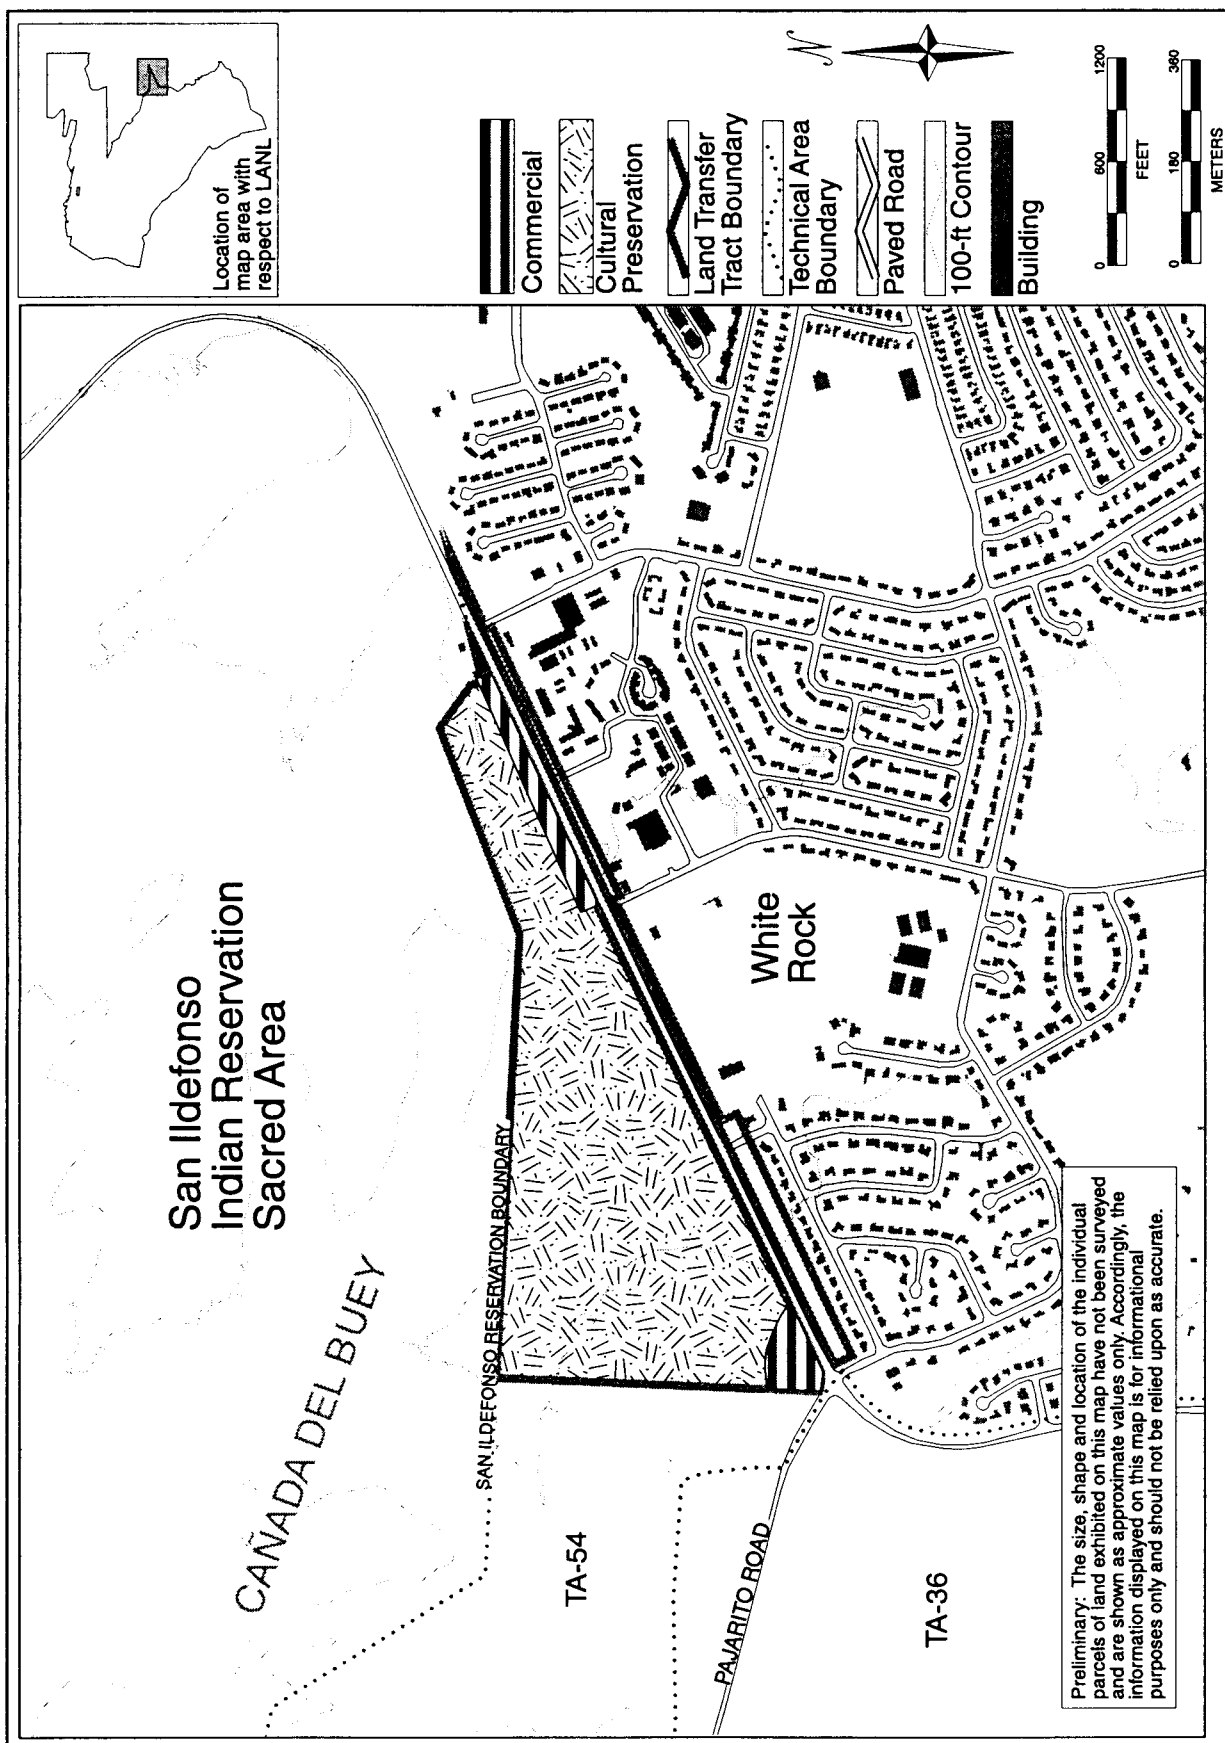 San Ildefonso
Indian Reservation
Sacred Area
CAÑADA DEL BUEY
SAN ILDEFONSO RESERVATION BOUNDARY
TA-54
PAJARITO ROAD
TA-36
White
Rock
Preliminary: The size, shape and location of the individual
parcels of land exhibited on this map have not been surveyed
and are shown as approximate values only. Accordingly, the
information displayed on this map is for informational
purposes only and should not be relied upon as accurate.
Location of
map area with
respect to LANL
Commercial
Cultural
Preservation
Land Transfer
Tract Boundary
Technical Area
Boundary
Paved Road
100-ft Contour
Building
N
0 600 1200
FEET
0 180 360
METERS